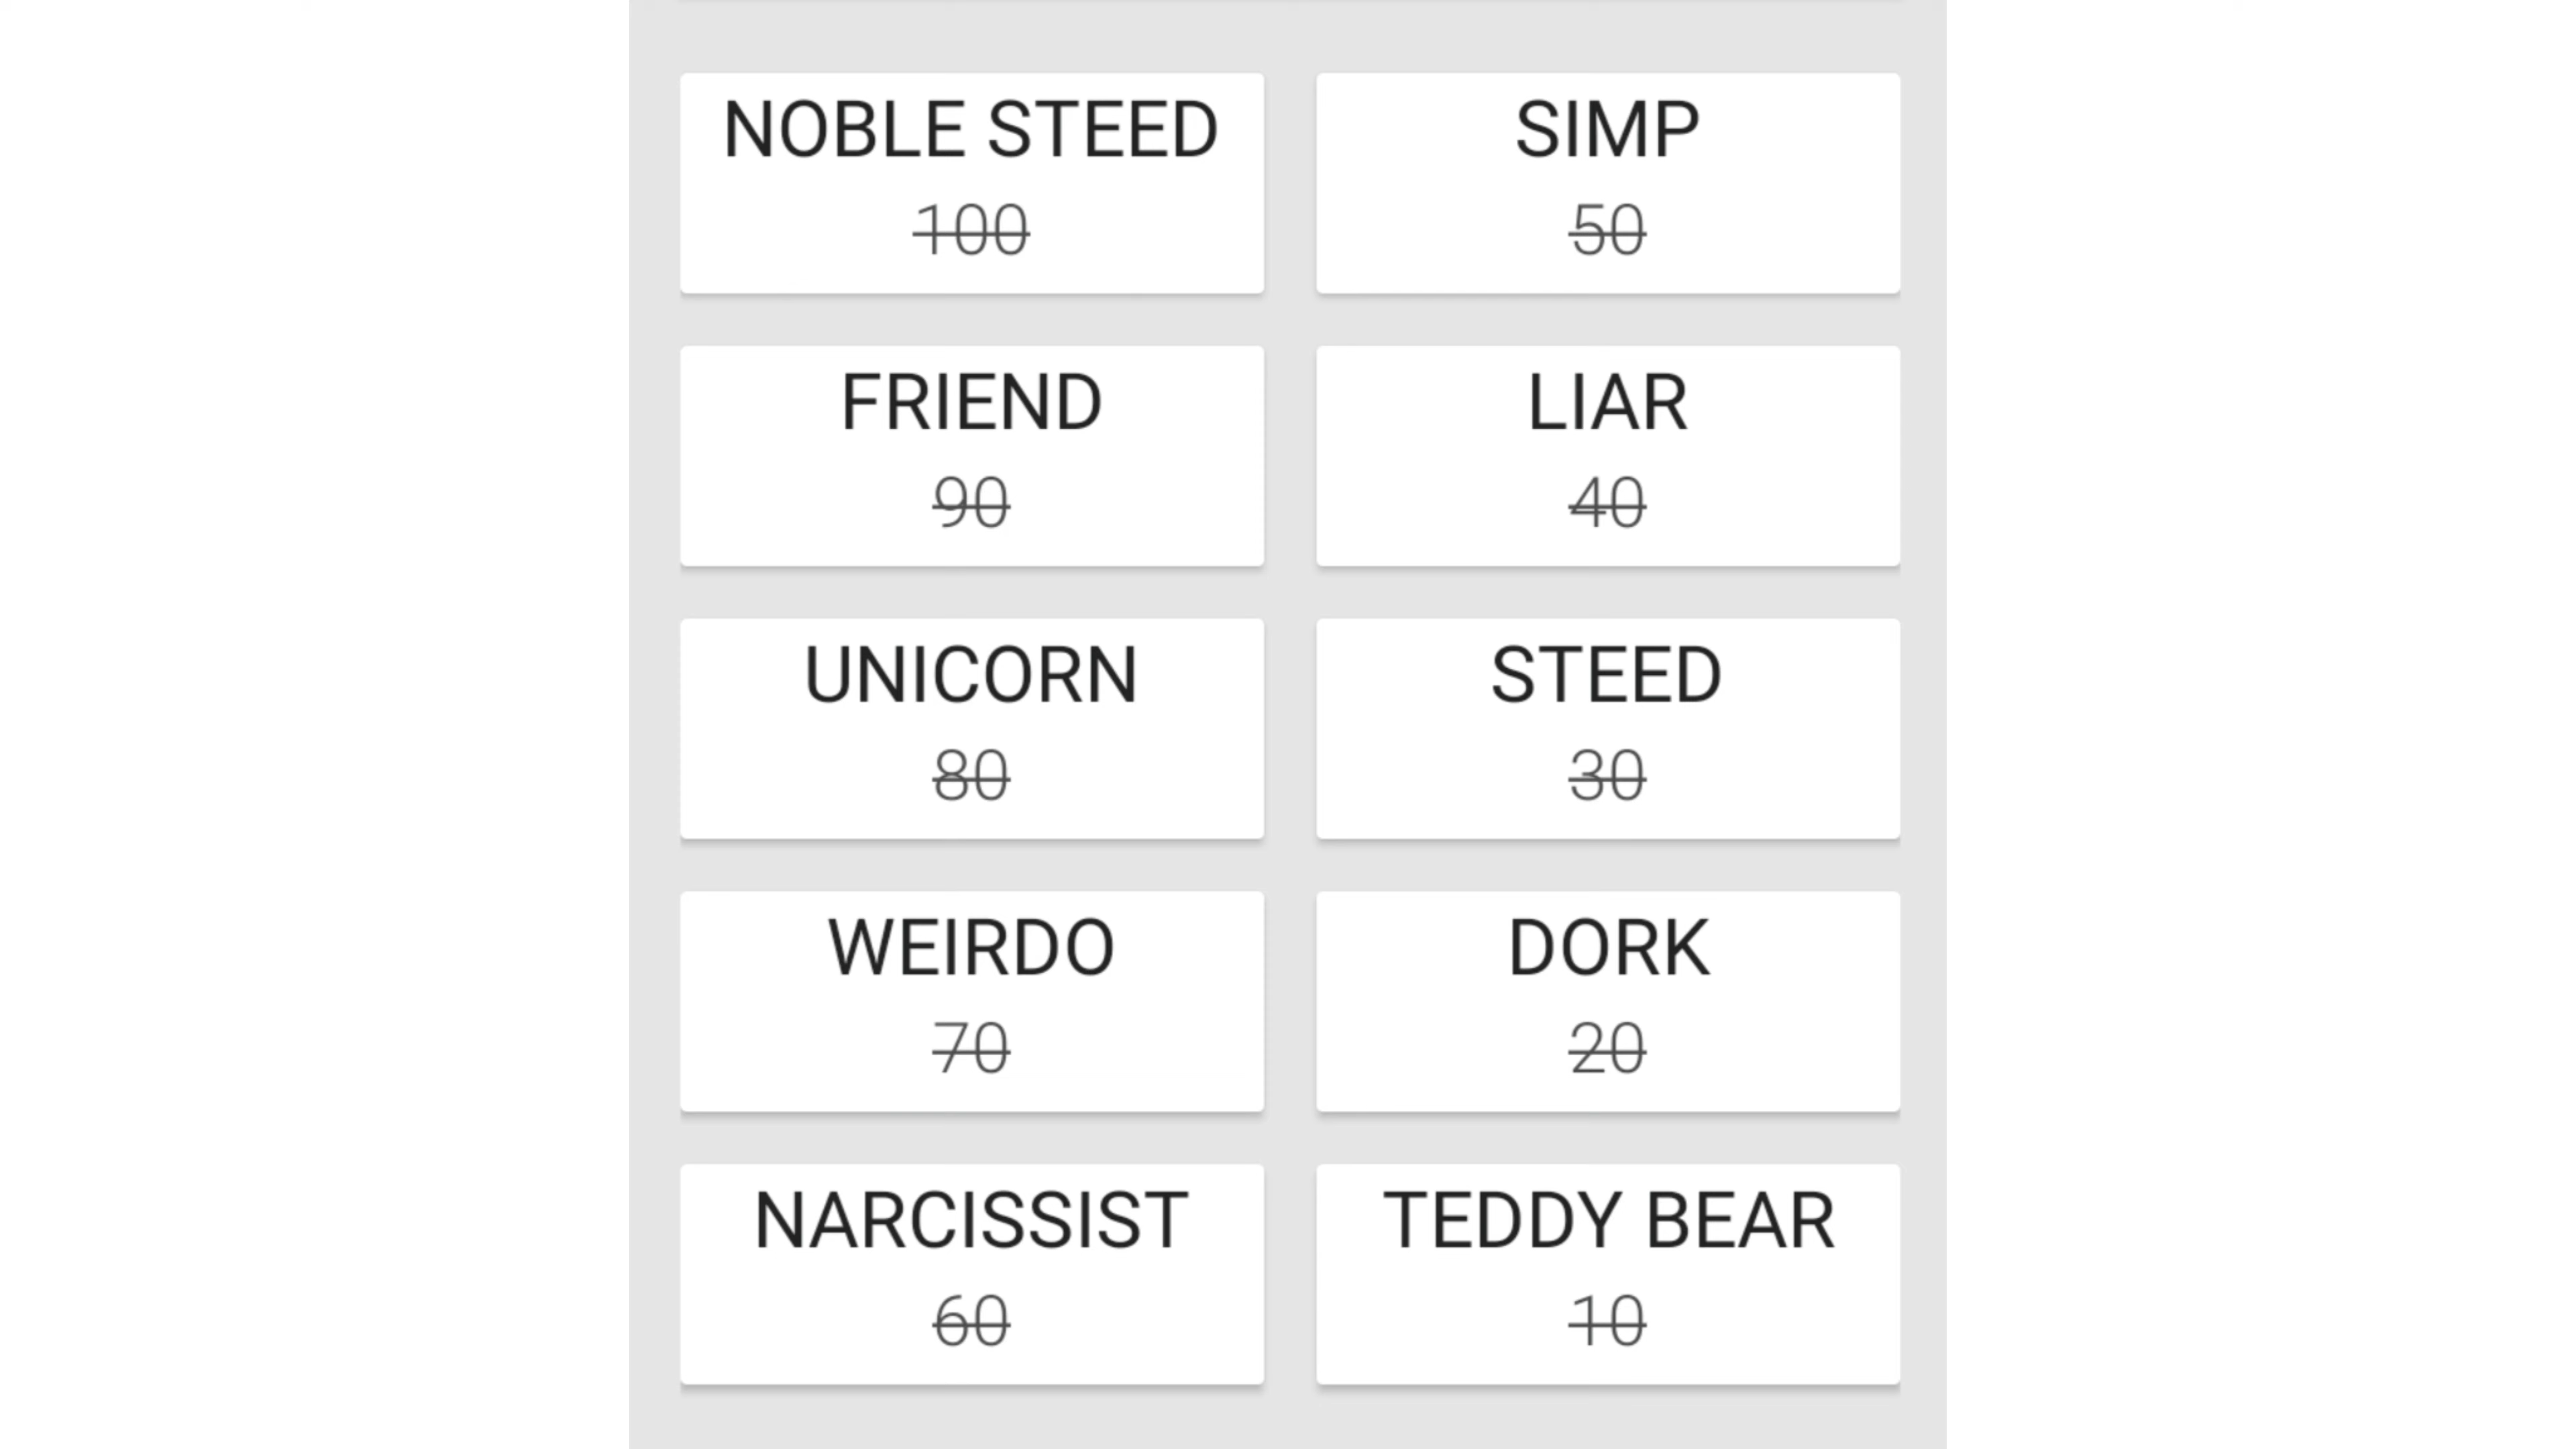 NOBLE STEED
100
SIMP
50
FRIEND
90
LIAR
40
UNICORN
80
STEED
30
WEIRDO
70
DORK
20
NARCISSIST
60
TEDDY BEAR
10